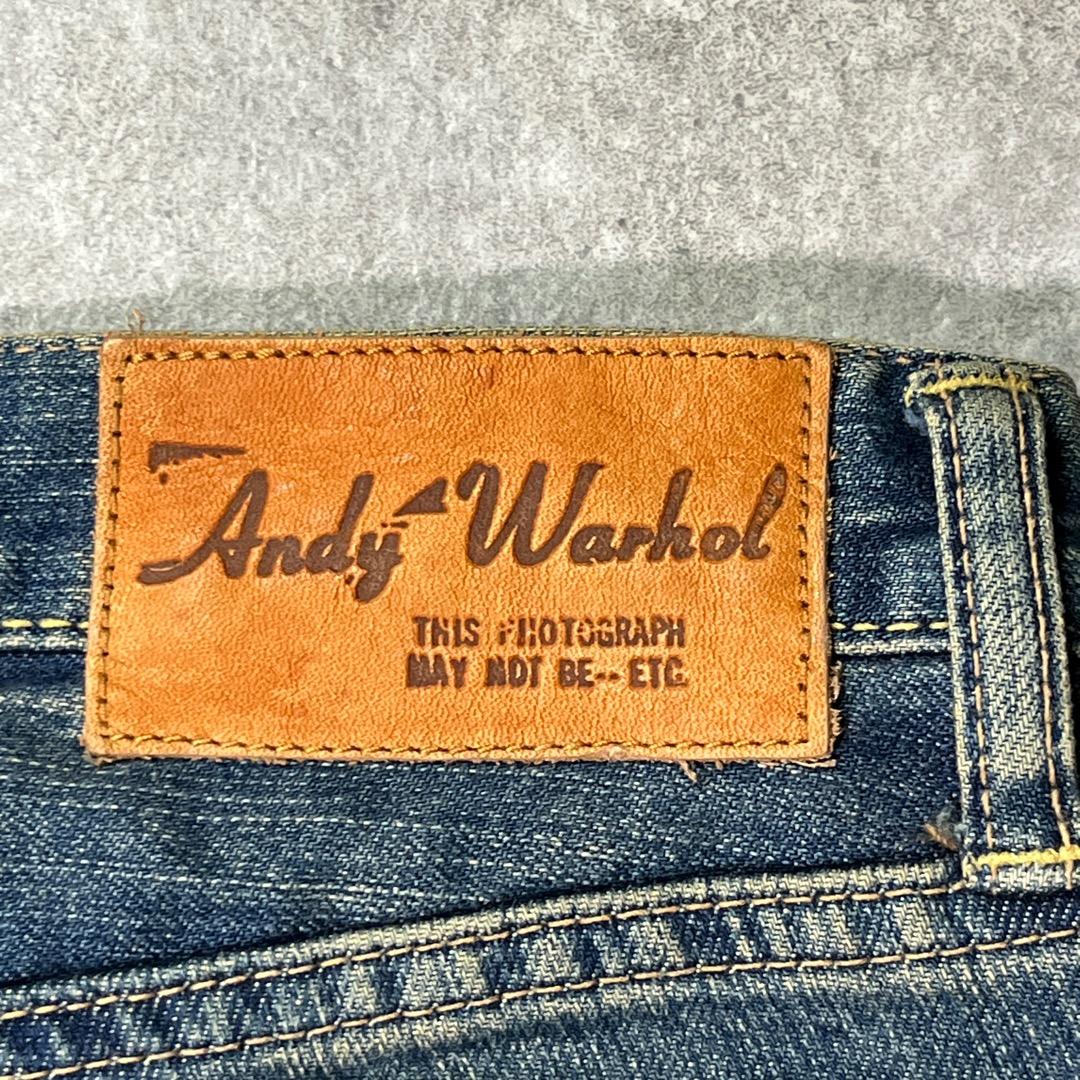 Andy Warhol
THIS PHOTOGRAPH
MAY NOT BE-- ETC.